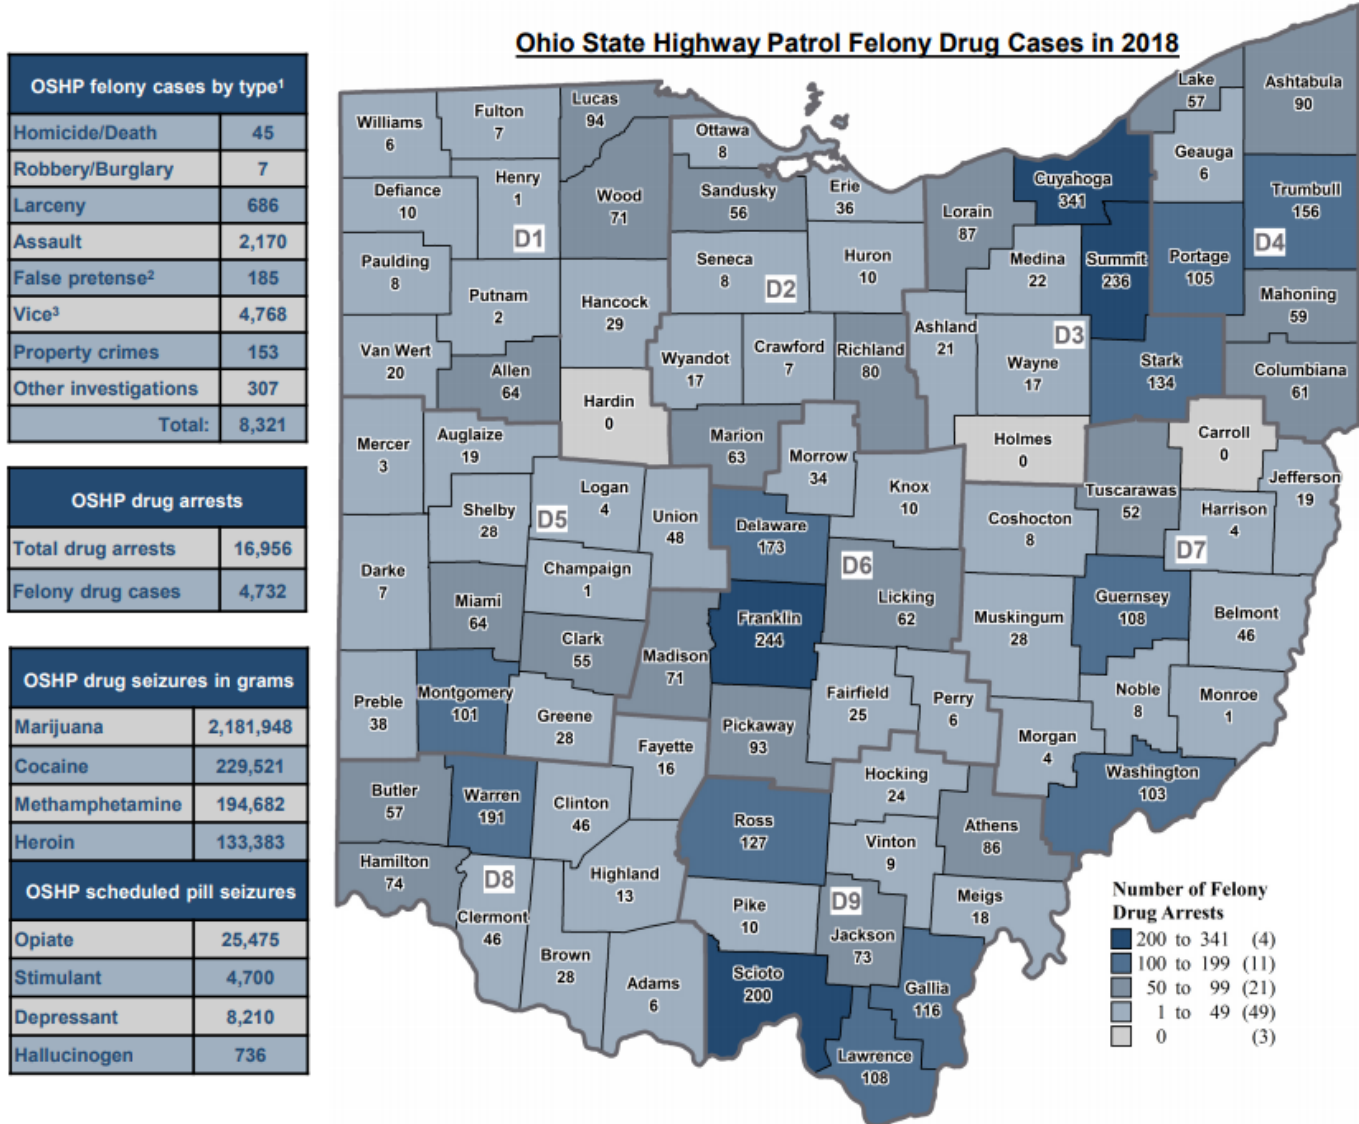 Ohio State Highway Patrol Felony Drug Cases in 2018
OSHP felony cases by type¹
Homicide/Death 45
Robbery/Burglary 7
Larceny 686
Assault 2,170
False pretense² 185
Vice³ 4,768
Property crimes 153
Other investigations 307
Total: 8,321
OSHP drug arrests
Total drug arrests 16,956
Felony drug cases 4,732
OSHP drug seizures in grams
Marijuana 2,181,948
Cocaine 229,521
Methamphetamine 194,682
Heroin 133,383
OSHP scheduled pill seizures
Opiate 25,475
Stimulant 4,700
Depressant 8,210
Hallucinogen 736
Williams
6
Fulton
7
Lucas
94
Ottawa
8
Lake
57
Ashtabula
90
Geauga
6
Cuyahoga
341
Trumbull
156
Defiance
10
Henry
1
Wood
71
Sandusky
56
Erie
36
Lorain
87
D1
D4
Paulding
8
Seneca
8
Huron
10
Medina
22
Summit
236
Portage
105
D2
Putnam
2
Hancock
29
Mahoning
59
Van Wert
20
Allen
64
Wyandot
17
Crawford
7
Richland
80
Ashland
21
D3
Wayne
17
Stark
134
Columbiana
61
Hardin
0
Mercer
3
Auglaize
19
Marion
63
Morrow
34
Holmes
0
Carroll
0
Jefferson
19
Shelby
28
D5
Logan
4
Union
48
Knox
10
Delaware
173
Coshocton
8
Tuscarawas
52
Harrison
4
D7
Darke
7
Champaign
1
D6
Miami
64
Licking
62
Franklin
244
Muskingum
28
Guernsey
108
Belmont
46
Clark
55
Madison
71
Preble
38
Montgomery
101
Greene
28
Fairfield
25
Perry
6
Noble
8
Monroe
1
Pickaway
93
Fayette
16
Morgan
4
Hocking
24
Washington
103
Butler
57
Warren
191
Clinton
46
Ross
127
Athens
86
Vinton
9
Hamilton
74
D8
Highland
13
Clermont
46
Pike
10
D9
Jackson
73
Meigs
18
Brown
28
Adams
6
Scioto
200
Gallia
116
Lawrence
108
Number of Felony
Drug Arrests
200 to 341 (4)
100 to 199 (11)
50 to 99 (21)
1 to 49 (49)
0 (3)